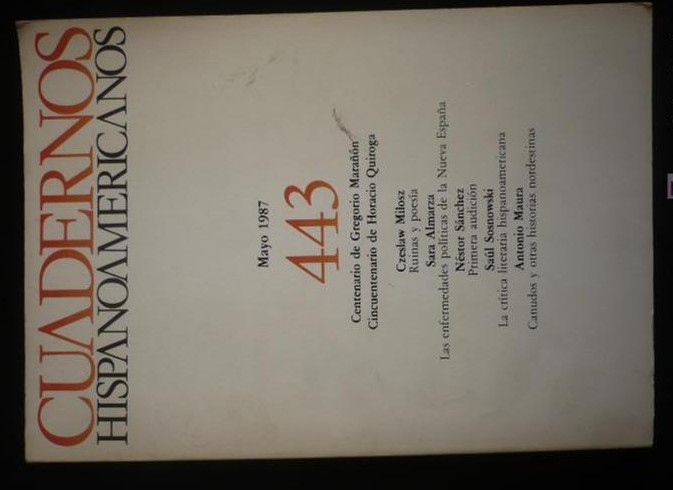 CUADERNOS
HISPANOAMERICANOS
Mayo 1987
443
Centenario de Gregorio Marañón
Cincuentenario de Horacio Quiroga
Czeslaw Milosz
Ruinas y poesía
Sara Almarza
Las enfermedades políticas de la Nueva España
Néstor Sánchez
Primera audición
Saúl Sosnowski
La crítica literaria hispanoamericana
Antonio Maura
Canudos y otras historias nordestinas